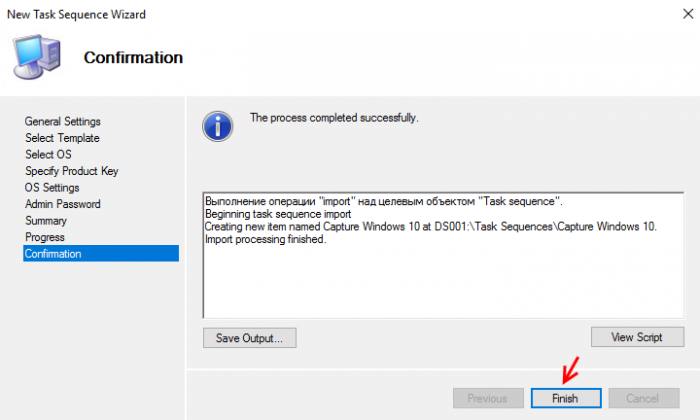 New Task Sequence Wizard
Confirmation
General Settings
Select Template
Select OS
Specify Product Key
OS Settings
Admin Password
Summary
Progress
Confirmation
The process completed successfully.
Выполнение операции "import" над целевым объектом "Task sequence".
Beginning task sequence import
Creating new item named Capture Windows 10 at DS001:\Task Sequences\Capture Windows 10.
Import processing finished.
Save Output...
View Script
Previous
Finish
Cancel